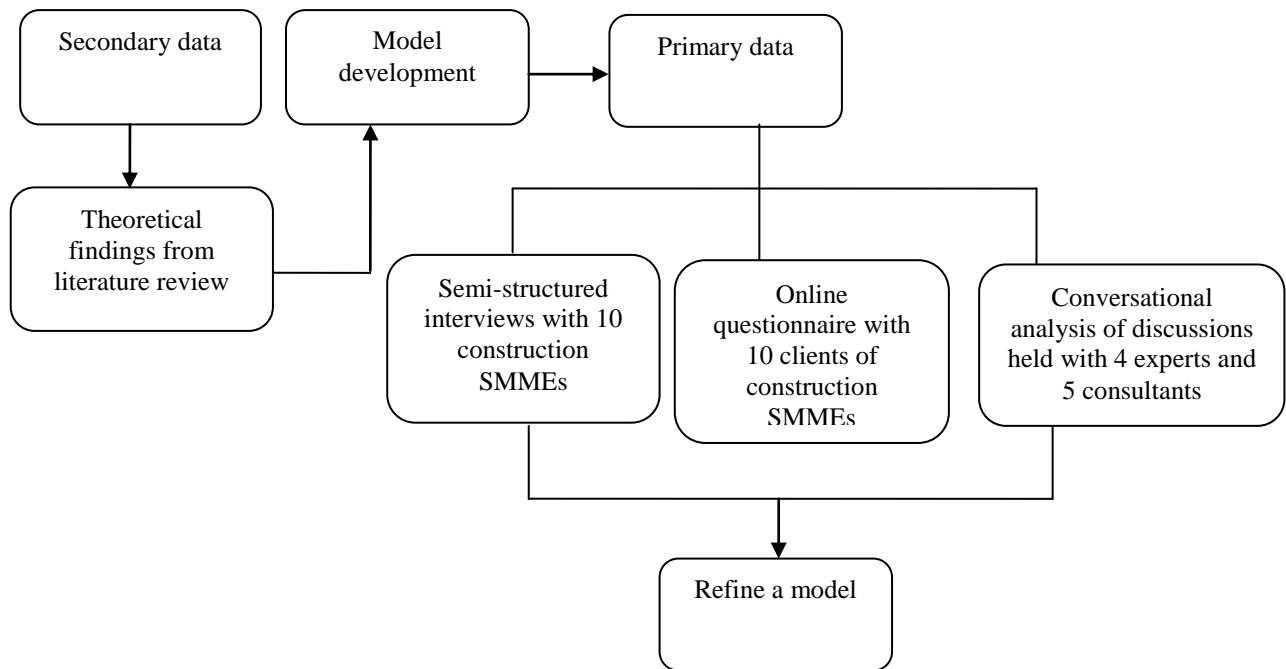 Secondary data
Model
development
Primary data
Theoretical
findings from
literature review
Semi-structured
interviews with 10
construction
SMMEs
Online
questionnaire with
10 clients of
construction
SMMEs
Conversational
analysis of discussions
held with 4 experts and
5 consultants
Refine a model